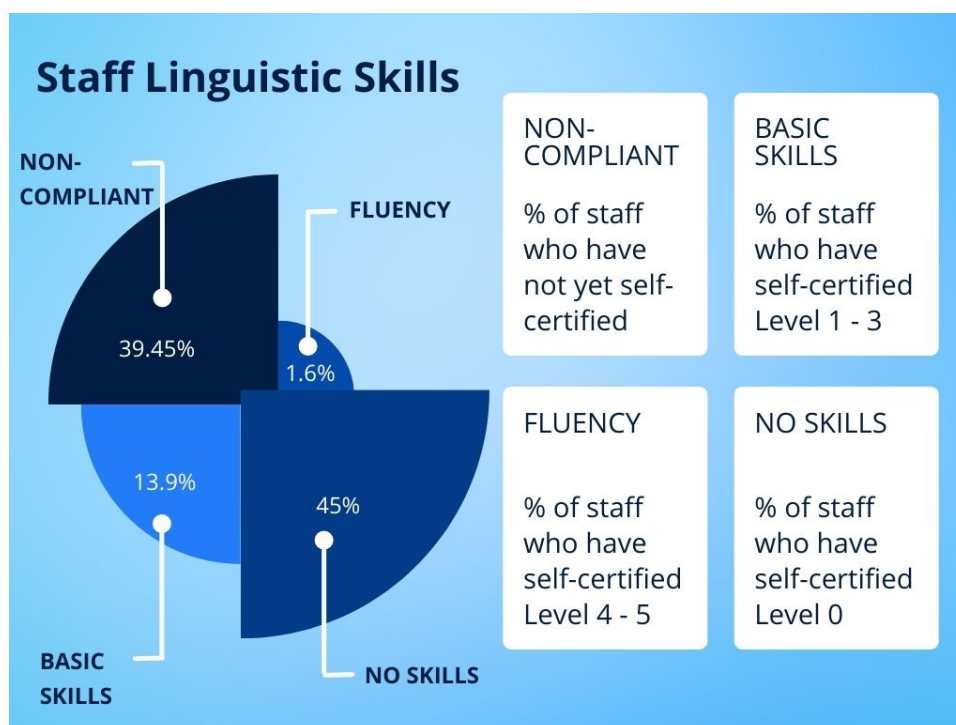 Staff Linguistic Skills
NON-
COMPLIANT
FLUENCY
39.45%
1.6%
13.9%
45%
BASIC
SKILLS
NO SKILLS
NON-
COMPLIANT
% of staff
who have
not yet self-
certified
BASIC
SKILLS
% of staff
who have
self-certified
Level 1 - 3
FLUENCY
% of staff
who have
self-certified
Level 4 - 5
NO SKILLS
% of staff
who have
self-certified
Level 0